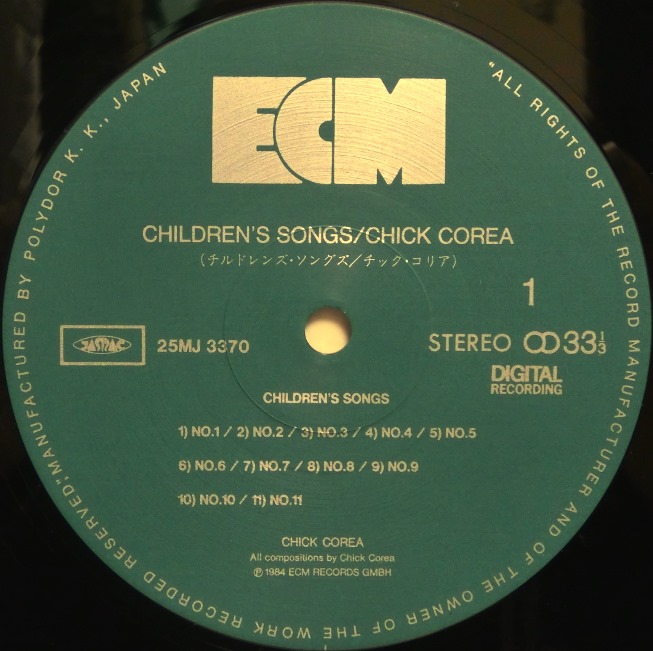 ECM
CHILDREN'S SONGS/CHICK COREA
(チルドレンズ・ソングズ/チック・コリア)
1
JASRAC
25MJ 3370
STEREO
33 1/3
DIGITAL
RECORDING
CHILDREN'S SONGS
1) NO.1 / 2) NO.2 / 3) NO.3 / 4) NO.4 / 5) NO.5
6) NO.6 / 7) NO.7 / 8) NO.8 / 9) NO.9
10) NO.10 / 11) NO.11
CHICK COREA
All compositions by Chick Corea
℗ 1984 ECM RECORDS GMBH
"ALL RIGHTS OF THE RECORD MANUFACTURER AND OF THE OWNER OF THE WORK RECORDED RESERVED;" MANUFACTURED BY POLYDOR K. K., JAPAN